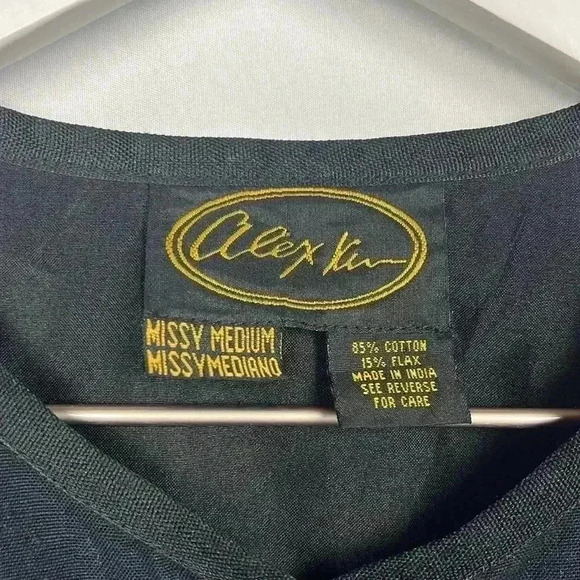 alex kim
MISSY MEDIUM
MISSYMEDIANO
85% COTTON
15% FLAX
MADE IN INDIA
SEE REVERSE
FOR CARE